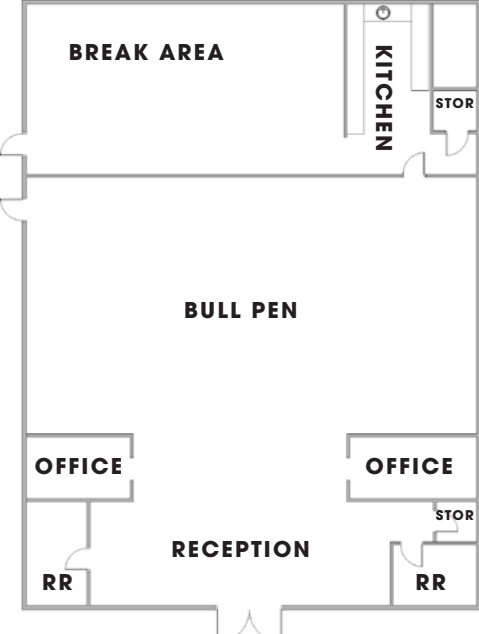 BREAK AREA
KITCHEN
STOR
BULL PEN
OFFICE
OFFICE
STOR
RECEPTION
RR
RR